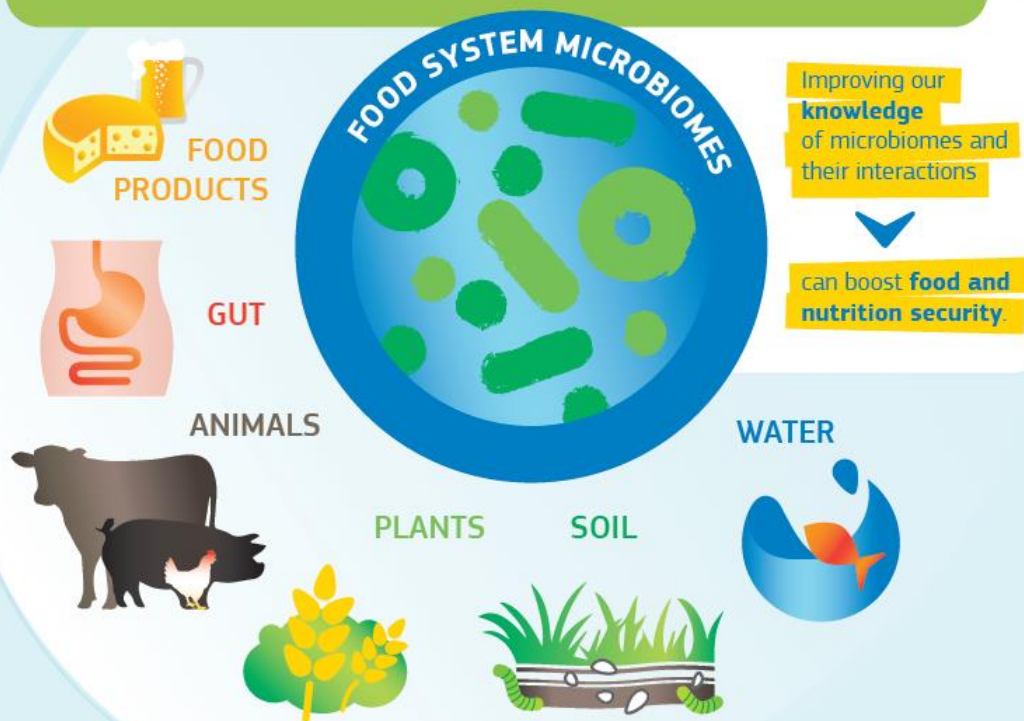 FOOD SYSTEM MICROBIOMES
Improving our
knowledge
of microbiomes and
their interactions
can boost food and
nutrition security.
FOOD
PRODUCTS
GUT
ANIMALS
PLANTS
SOIL
WATER